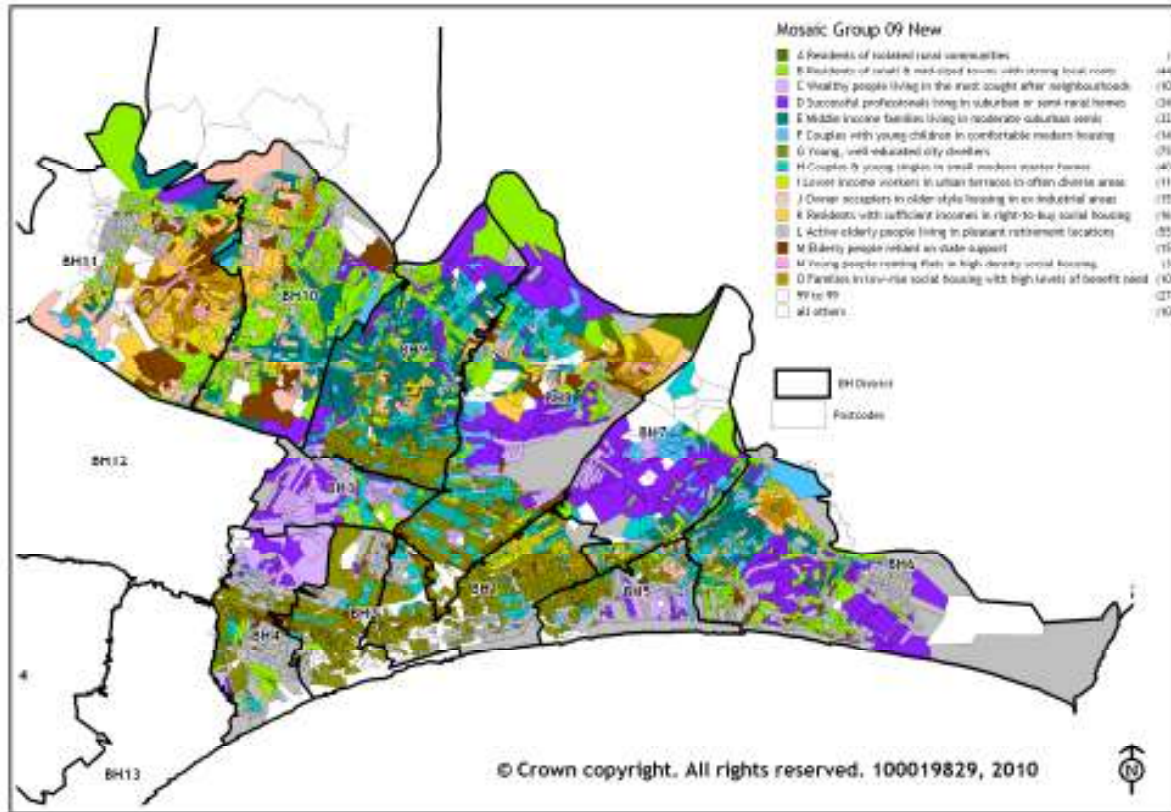 Mosaic Group 09 New
A Residents of isolated rural communities
B Residents of small & mid-sized towns with strong local roots
C Wealthy people living in the most sought after neighbourhoods
D Successful professionals living in suburban or semi-rural homes
E Middle income families living in moderate suburban semis
F Couples with young children in comfortable modern housing
G Young, well-educated city dwellers
H Couples & young singles in small modern starter homes
I Lower income workers in urban terraces in often diverse areas
J Owner occupiers in older-style housing in ex-industrial areas
K Residents with sufficient incomes in right-to-buy social housing
L Active elderly people living in pleasant retirement locations
M Elderly people reliant on state support
N Young people renting flats in high density social housing
O Families in low-rise social housing with high levels of benefit need
99 to 99
all others
BH District
Postcodes
BH11
BH10
BH9
BH8
BH7
BH12
BH3
BH6
BH5
BH4
4
BH13
© Crown copyright. All rights reserved. 100019829, 2010
N